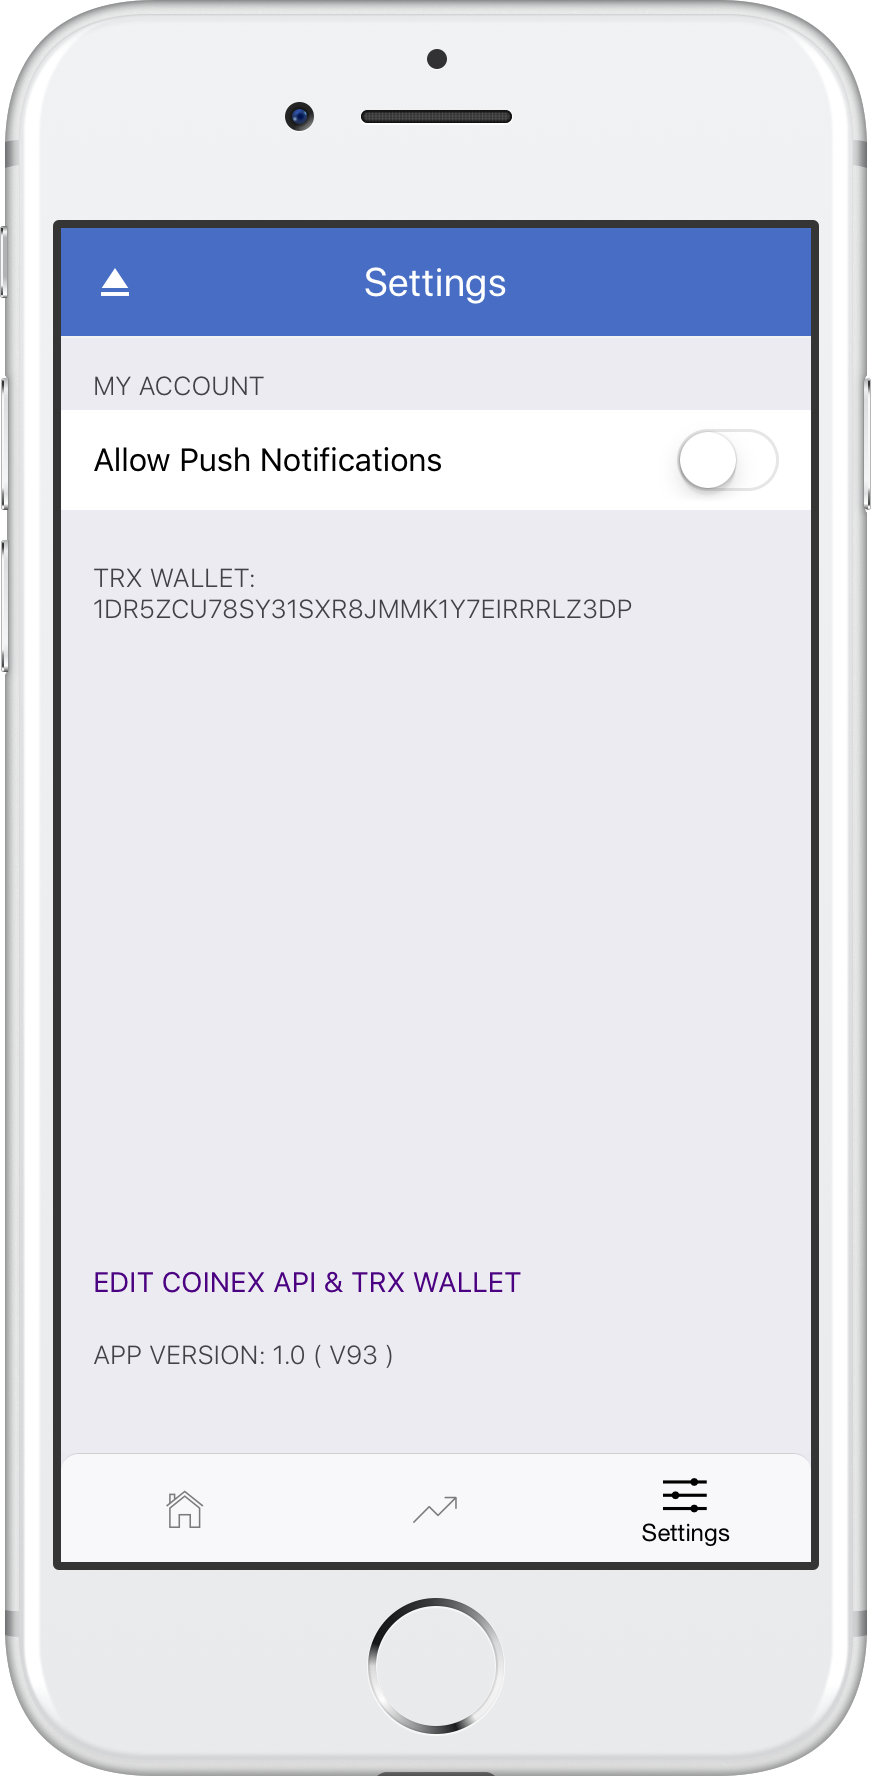 Settings
MY ACCOUNT
Allow Push Notifications
TRX WALLET:
1DR5ZCU78SY31SXR8JMMK1Y7EIRRRLZ3DP
EDIT COINEX API & TRX WALLET
APP VERSION: 1.0 ( V93 )
Settings